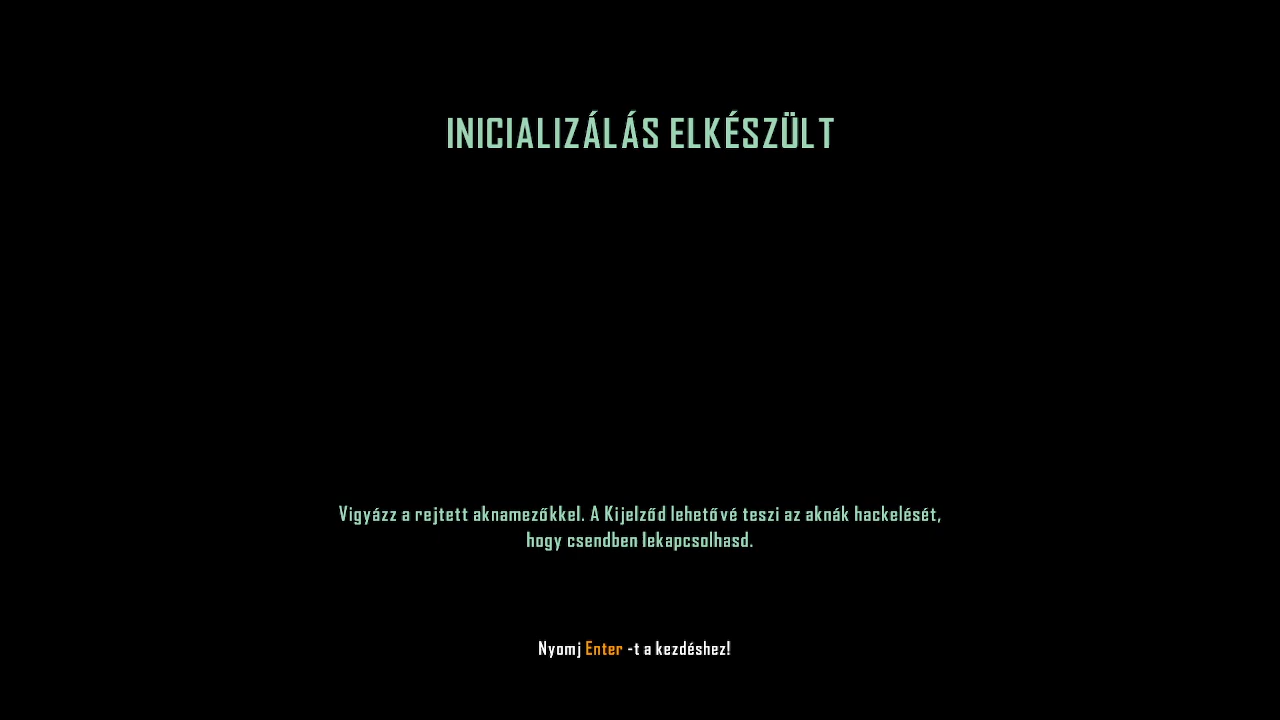 INICIALIZÁLÁS ELKÉSZÜLT
Vigyázz a rejtett aknamezőkkel. A Kijelződ lehetővé teszi az aknák hackelését,
hogy csendben lekapcsolhasd.
Nyomj Enter -t a kezdéshez!